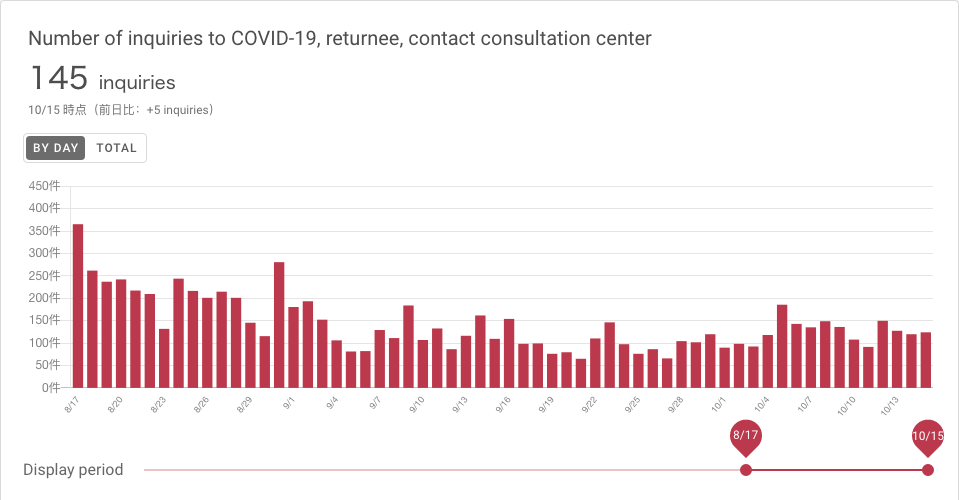 Number of inquiries to COVID-19, returnee, contact consultation center
145 inquiries
10/15 時点（前日比：+5 inquiries）
BY DAY TOTAL
450件
400件
350件
300件
250件
200件
150件
100件
50件
0件
8/17 8/20 8/23 8/26 8/29 9/1 9/4 9/7 9/10 9/13 9/16 9/19 9/22 9/25 9/28 10/1 10/4 10/7 10/10 10/13
8/17 10/15
Display period